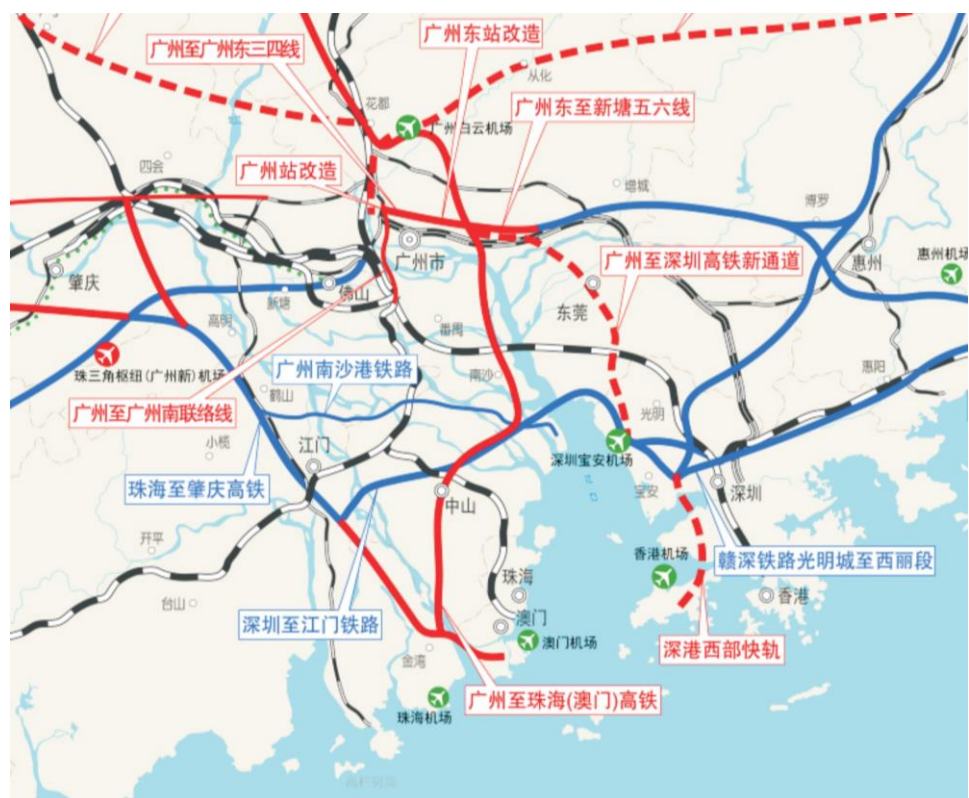 广州东站改造
广州至广州东三四线
从化
花都
广州白云机场
广州东至新塘五六线
四会
广州站改造
增城
博罗
广州市
广州至深圳高铁新通道
惠州
惠州机场
肇庆
佛山
新塘
东莞
高明
番禺
珠三角枢纽(广州新)机场
广州南沙港铁路
南沙
惠阳
鹤山
光明
广州至广州南联络线
小榄
江门
深圳宝安机场
珠海至肇庆高铁
宝安
深圳
中山
开平
香港机场
赣深铁路光明城至西丽段
珠海
台山
香港
深圳至江门铁路
澳门
澳门机场
金湾
深港西部快轨
广州至珠海(澳门)高铁
珠海机场